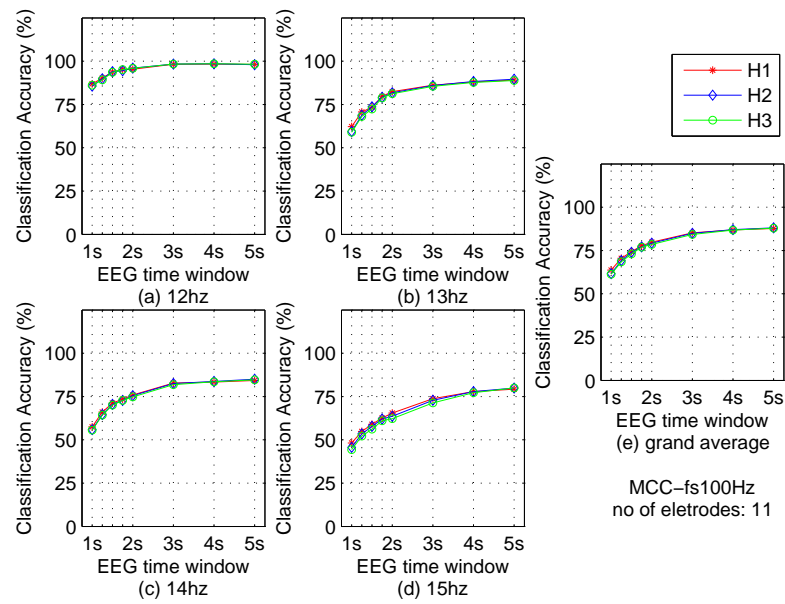 Classification Accuracy (%)
100
75
50
25
0
1s 2s 3s 4s 5s
EEG time window
(a) 12hz
Classification Accuracy (%)
100
75
50
25
0
1s 2s 3s 4s 5s
EEG time window
(b) 13hz
H1
H2
H3
Classification Accuracy (%)
100
75
50
25
0
1s 2s 3s 4s 5s
EEG time window
(c) 14hz
Classification Accuracy (%)
100
75
50
25
0
1s 2s 3s 4s 5s
EEG time window
(d) 15hz
Classification Accuracy (%)
100
75
50
25
0
1s 2s 3s 4s 5s
EEG time window
(e) grand average
MCC−fs100Hz
no of eletrodes: 11